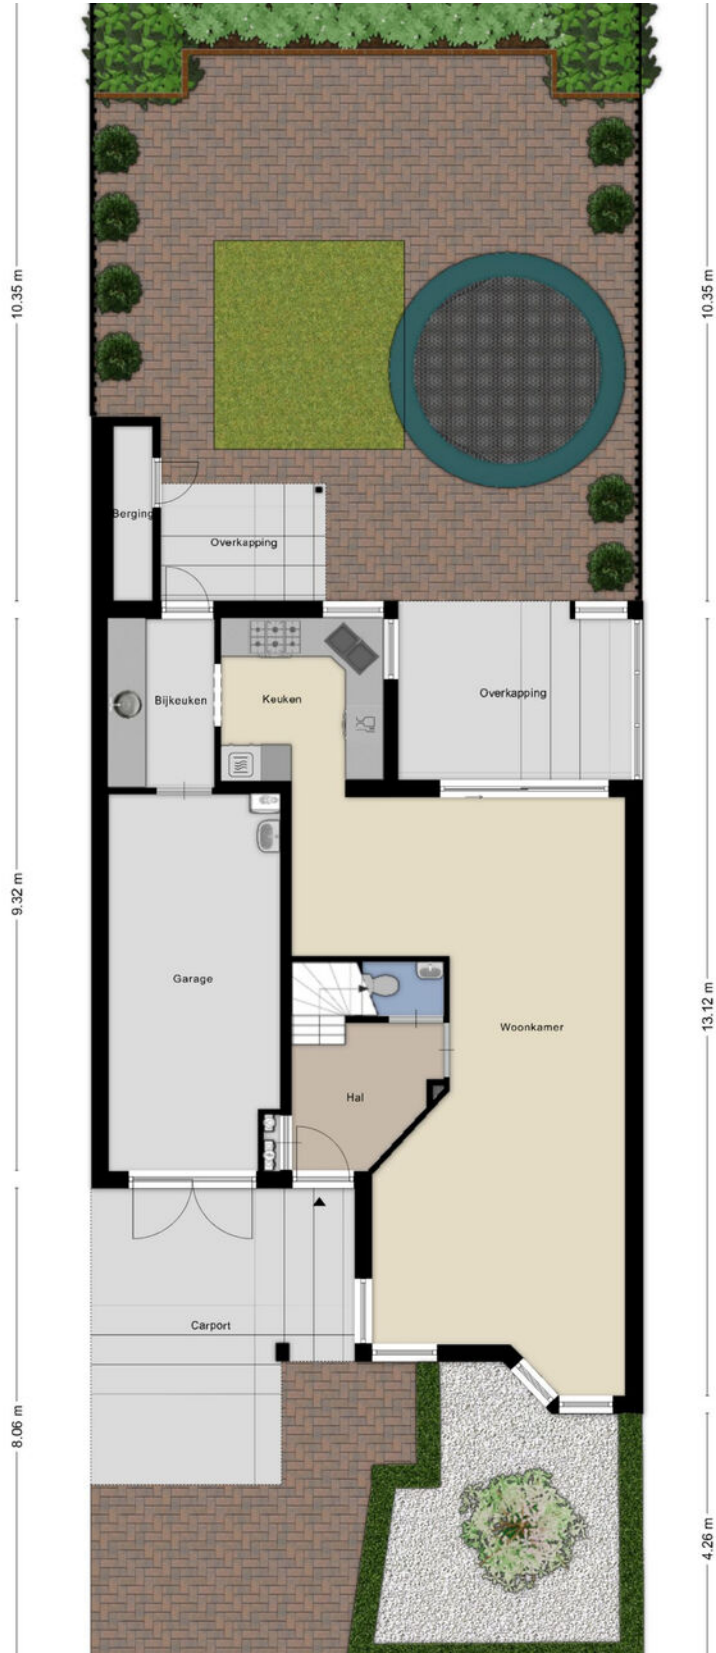 10.35 m
10.35 m
Berging
Overkapping
Bijkeuken
Keuken
Overkapping
9.32 m
Garage
Woonkamer
13.12 m
Hal
Carport
8.06 m
4.26 m